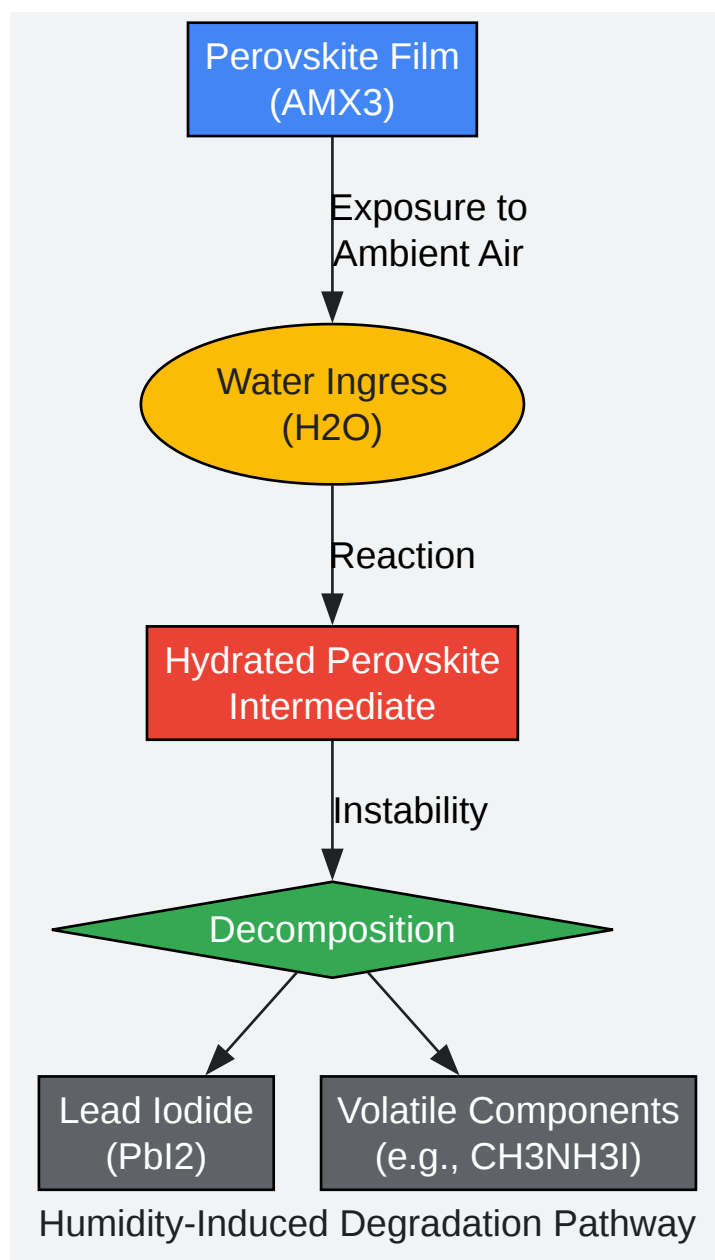 Perovskite Film
(AMX3)
Exposure to
Ambient Air
Water Ingress
(H2O)
Reaction
Hydrated Perovskite
Intermediate
Instability
Decomposition
Lead Iodide
(PbI2)
Volatile Components
(e.g., CH3NH3I)
Humidity-Induced Degradation Pathway